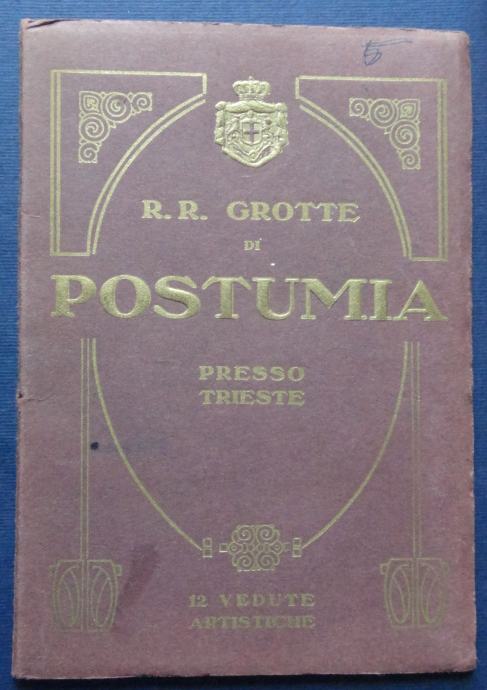 R. R. GROTTE
DI
POSTUMIA
PRESSO
TRIESTE
12 VEDUTE
ARTISTICHE